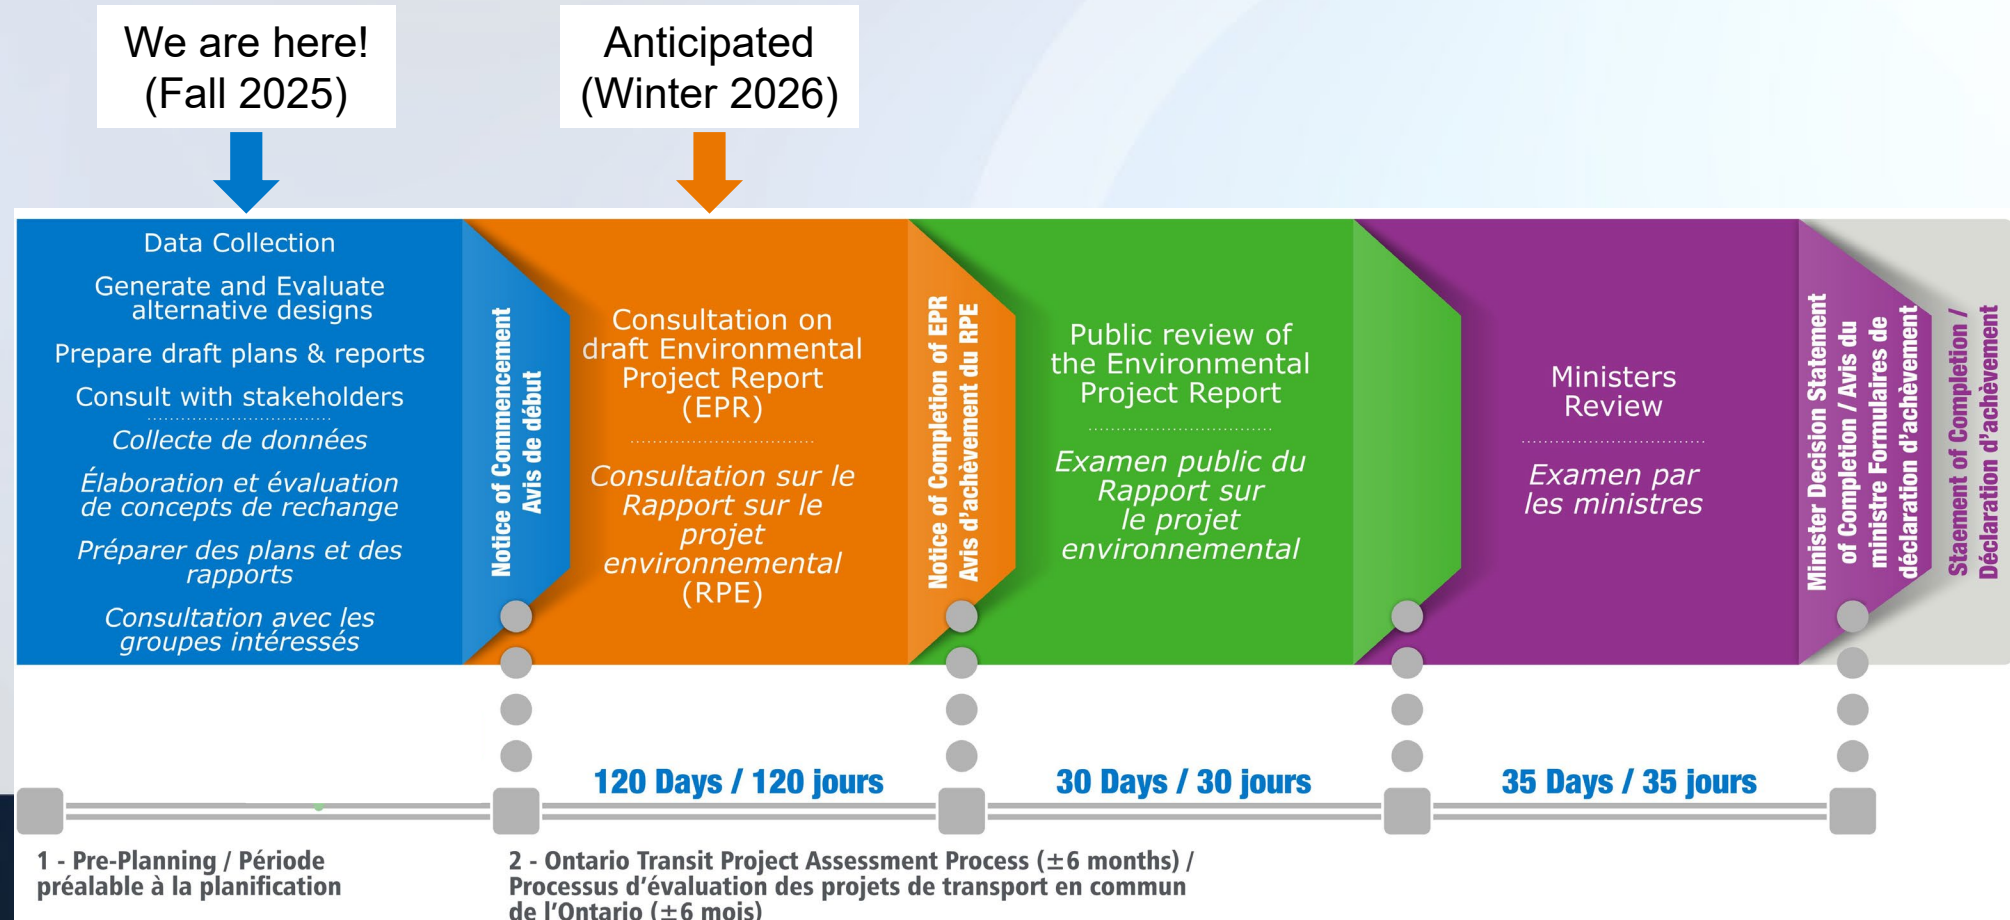 We are here!
(Fall 2025)
Anticipated
(Winter 2026)
Data Collection
Generate and Evaluate
alternative designs
Prepare draft plans & reports
Consult with stakeholders
Collecte de données
Élaboration et évaluation
de concepts de rechange
Préparer des plans et des
rapports
Consultation avec les
groupes intéressés
Notice of Commencement
Avis de début
Consultation on
draft Environmental
Project Report
(EPR)
Consultation sur le
Rapport sur le
projet
environnemental
(RPE)
Notice of Completion of EPR
Avis d'achèvement du RPE
Public review of
the Environmental
Project Report
Examen public du
Rapport sur
le projet
environnemental
Ministers
Review
Examen par
les ministres
Minister Decision Statement
of Completion / Avis du
ministre Formulaires de
déclaration d'achèvement
Staement of Completion /
Déclaration d'achèvement
120 Days / 120 jours
30 Days / 30 jours
35 Days / 35 jours
1 - Pre-Planning / Période
préalable à la planification
2 - Ontario Transit Project Assessment Process (±6 months) /
Processus d'évaluation des projets de transport en commun
de l'Ontario (±6 mois)